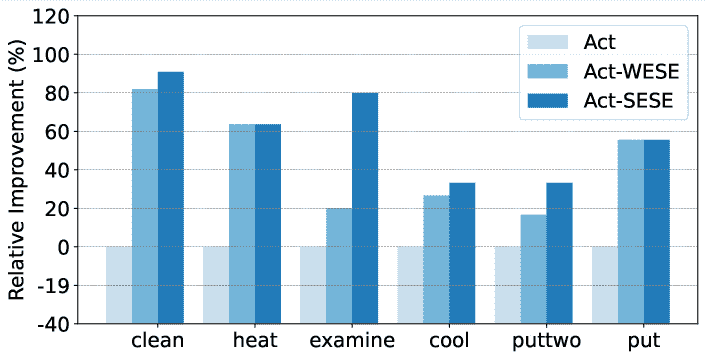 Relative Improvement (%)
120
100
80
60
40
20
0
-19
-40
Act
Act-WESE
Act-SESE
clean heat examine cool puttwo put